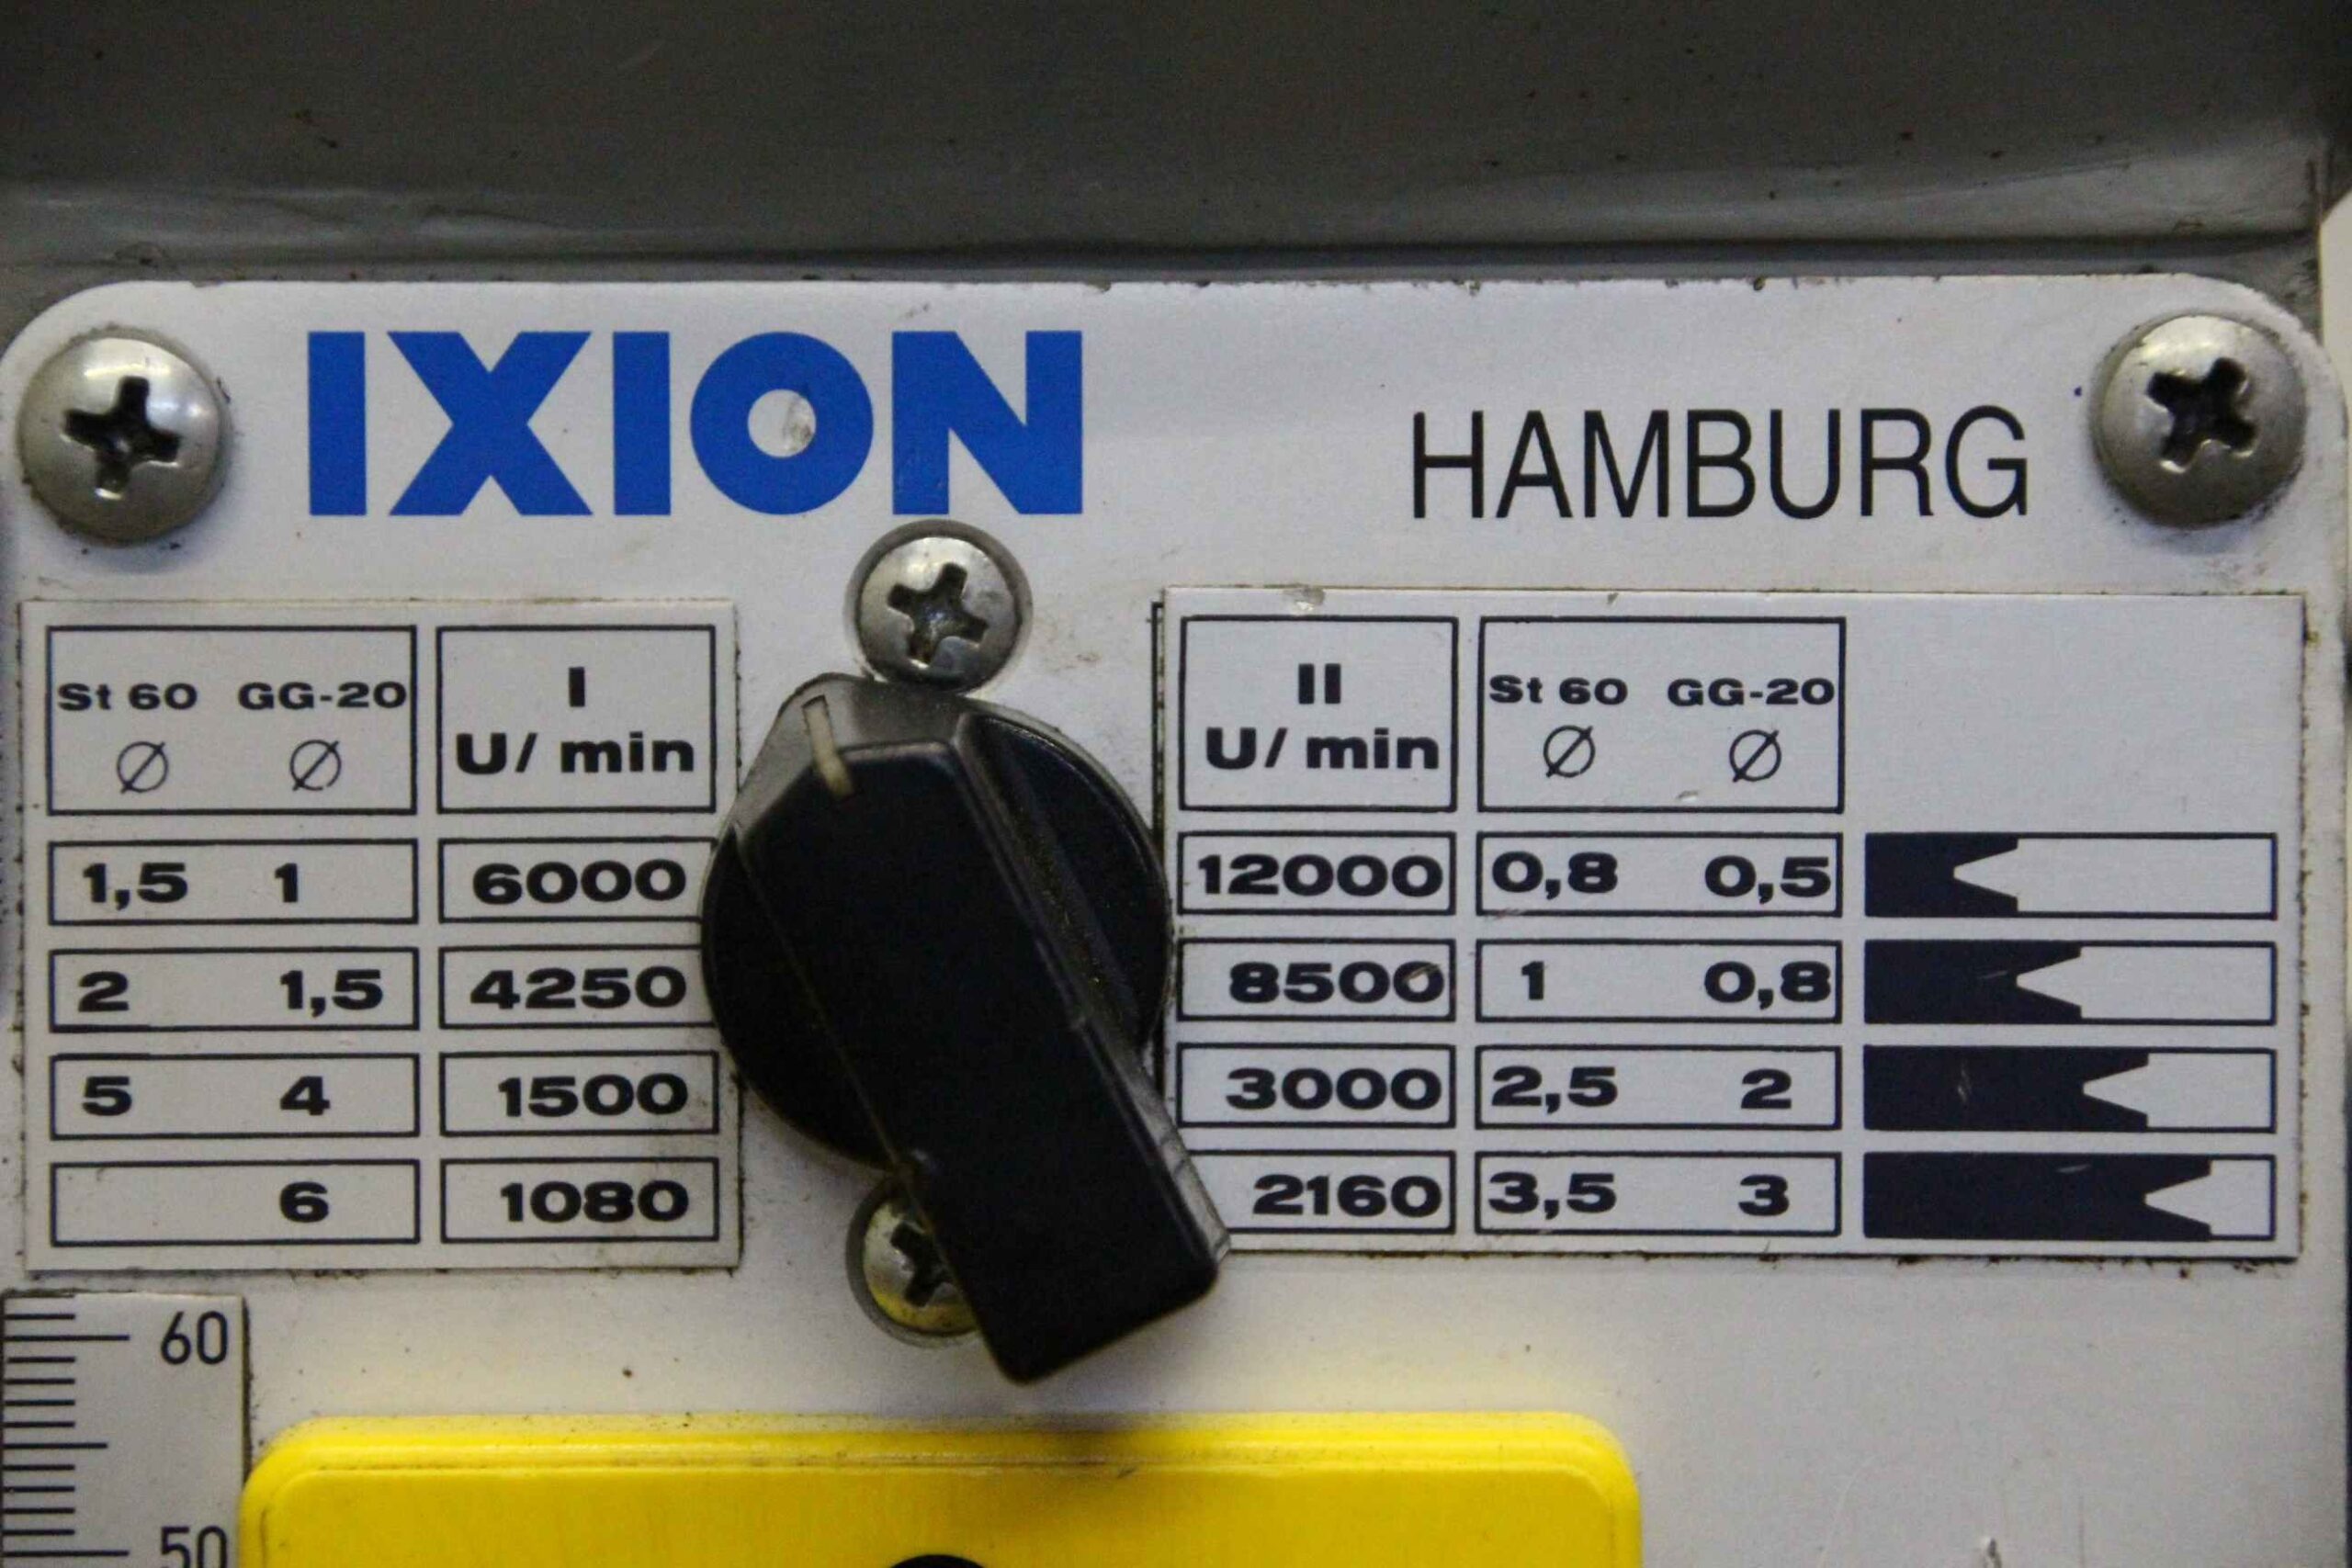 IXION
HAMBURG
St 60 GG-20
Ø Ø
I
U/min
1,5 1 6000
2 1,5 4250
5 4 1500
6 1080
II
U/min
St 60 GG-20
Ø Ø
12000 0,8 0,5
8500 1 0,8
3000 2,5 2
2160 3,5 3
60
50